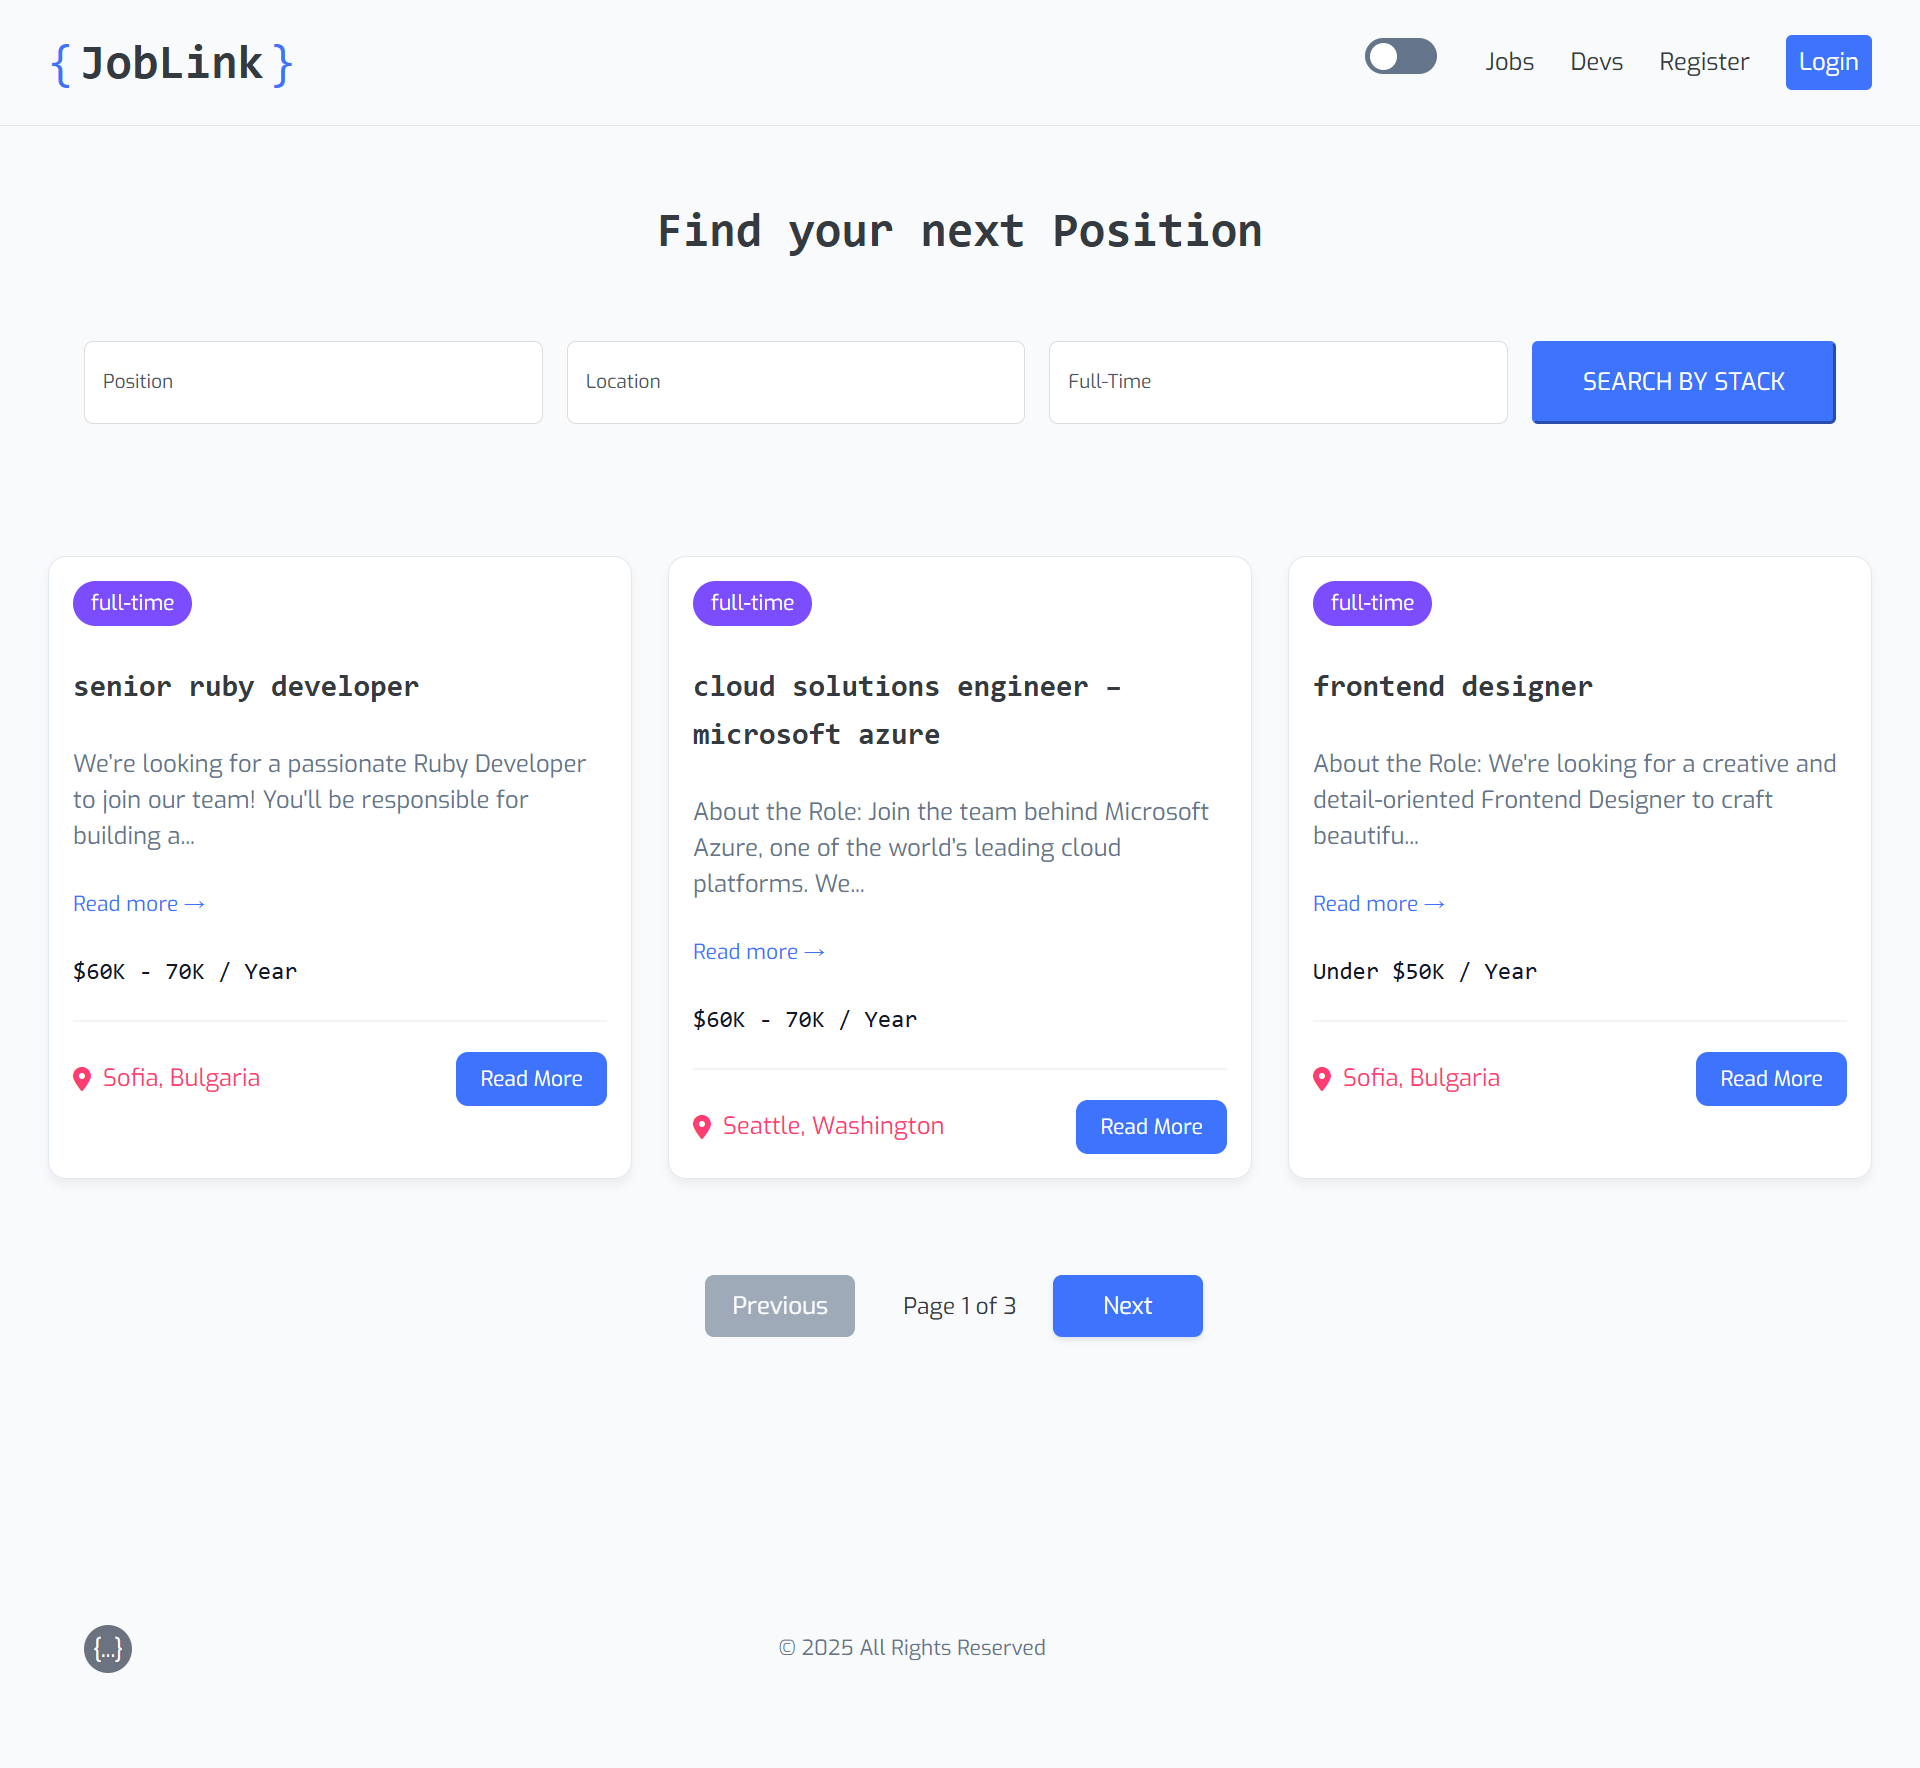 { JobLink }
Jobs Devs Register Login
Find your next Position
Position Location Full-Time SEARCH BY STACK
full-time
senior ruby developer
We're looking for a passionate Ruby Developer
to join our team! You'll be responsible for
building a...
Read more →
$60K - 70K / Year
Sofia, Bulgaria Read More
full-time
cloud solutions engineer –
microsoft azure
About the Role: Join the team behind Microsoft
Azure, one of the world's leading cloud
platforms. We...
Read more →
$60K - 70K / Year
Seattle, Washington Read More
full-time
frontend designer
About the Role: We're looking for a creative and
detail-oriented Frontend Designer to craft
beautifu...
Read more →
Under $50K / Year
Sofia, Bulgaria Read More
Previous Page 1 of 3 Next
{...} © 2025 All Rights Reserved